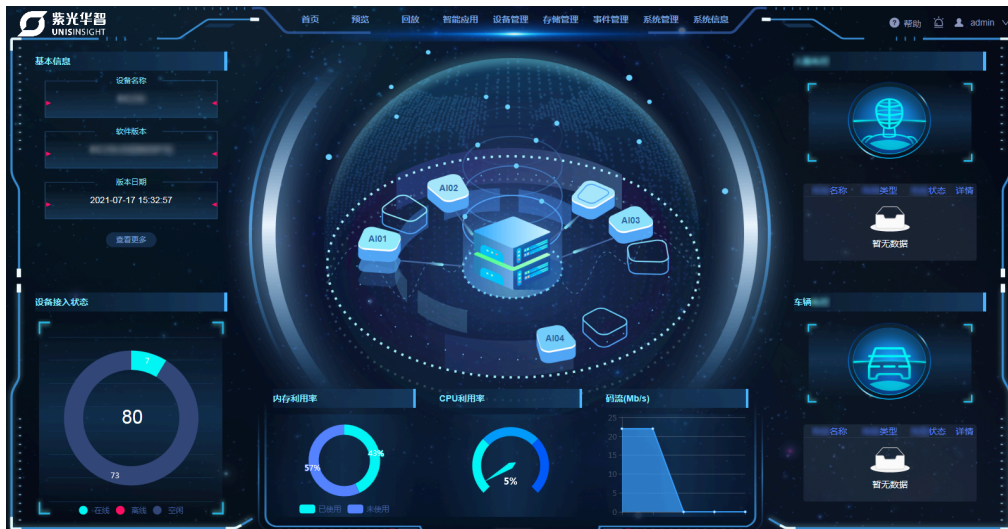 紫光华智
UNISINSIGHT
首页 预览 回放 智能应用 设备管理 存储管理 事件管理 系统管理 系统信息
帮助 admin
基本信息
设备名称
软件版本
版本日期
2021-07-17 15:32:57
查看更多
设备接入状态
7
80
73
在线 离线 空闲
AI02
AI01
AI03
AI04
内存利用率
43%
57%
已使用 未使用
CPU利用率
5%
码流(Mb/s)
25
20
15
10
5
0
名称 类型 状态 详情
暂无数据
车辆
名称 类型 状态 详情
暂无数据